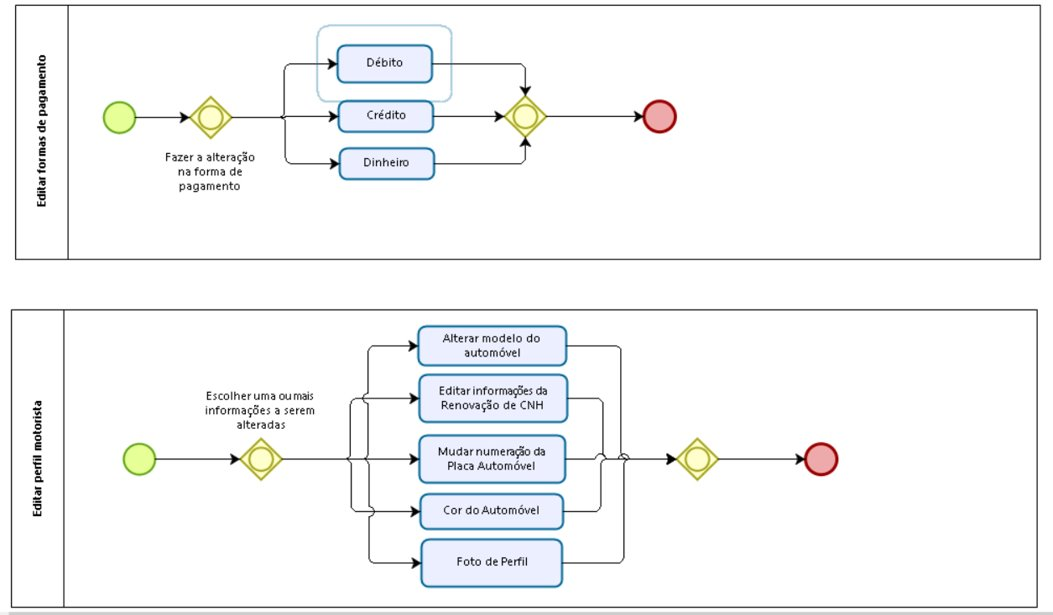 Editar formas de pagamento
Débito
Crédito
Dinheiro
Fazer a alteração
na forma de
pagamento
Editar perfil motorista
Escolher uma ou mais
informações a serem
alteradas
Alterar modelo do
automóvel
Editar informações da
Renovação de CNH
Mudar numeração da
Placa Automóvel
Cor do Automóvel
Foto de Perfil